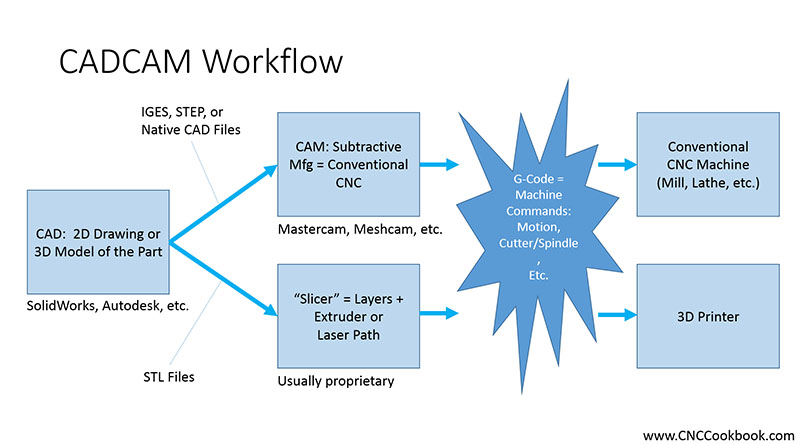 CADCAM Workflow
IGES, STEP, or
Native CAD Files
CAD:  2D Drawing or
3D Model of the Part
SolidWorks, Autodesk, etc.
STL Files
CAM: Subtractive
Mfg = Conventional
CNC
Mastercam, Meshcam, etc.
“Slicer” = Layers +
Extruder or
Laser Path
Usually proprietary
G-Code =
Machine
Commands:
Motion,
Cutter/Spindle
,
Etc.
Conventional
CNC Machine
(Mill, Lathe, etc.)
3D Printer
www.CNCCookbook.com